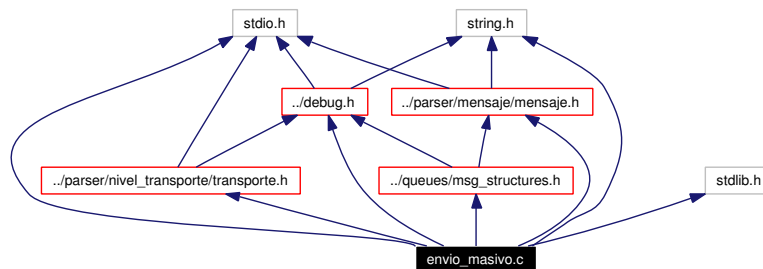 stdio.h
string.h
../debug.h
../parser/mensaje/mensaje.h
../parser/nivel_transporte/transporte.h
../queues/msg_structures.h
stdlib.h
envio_masivo.c